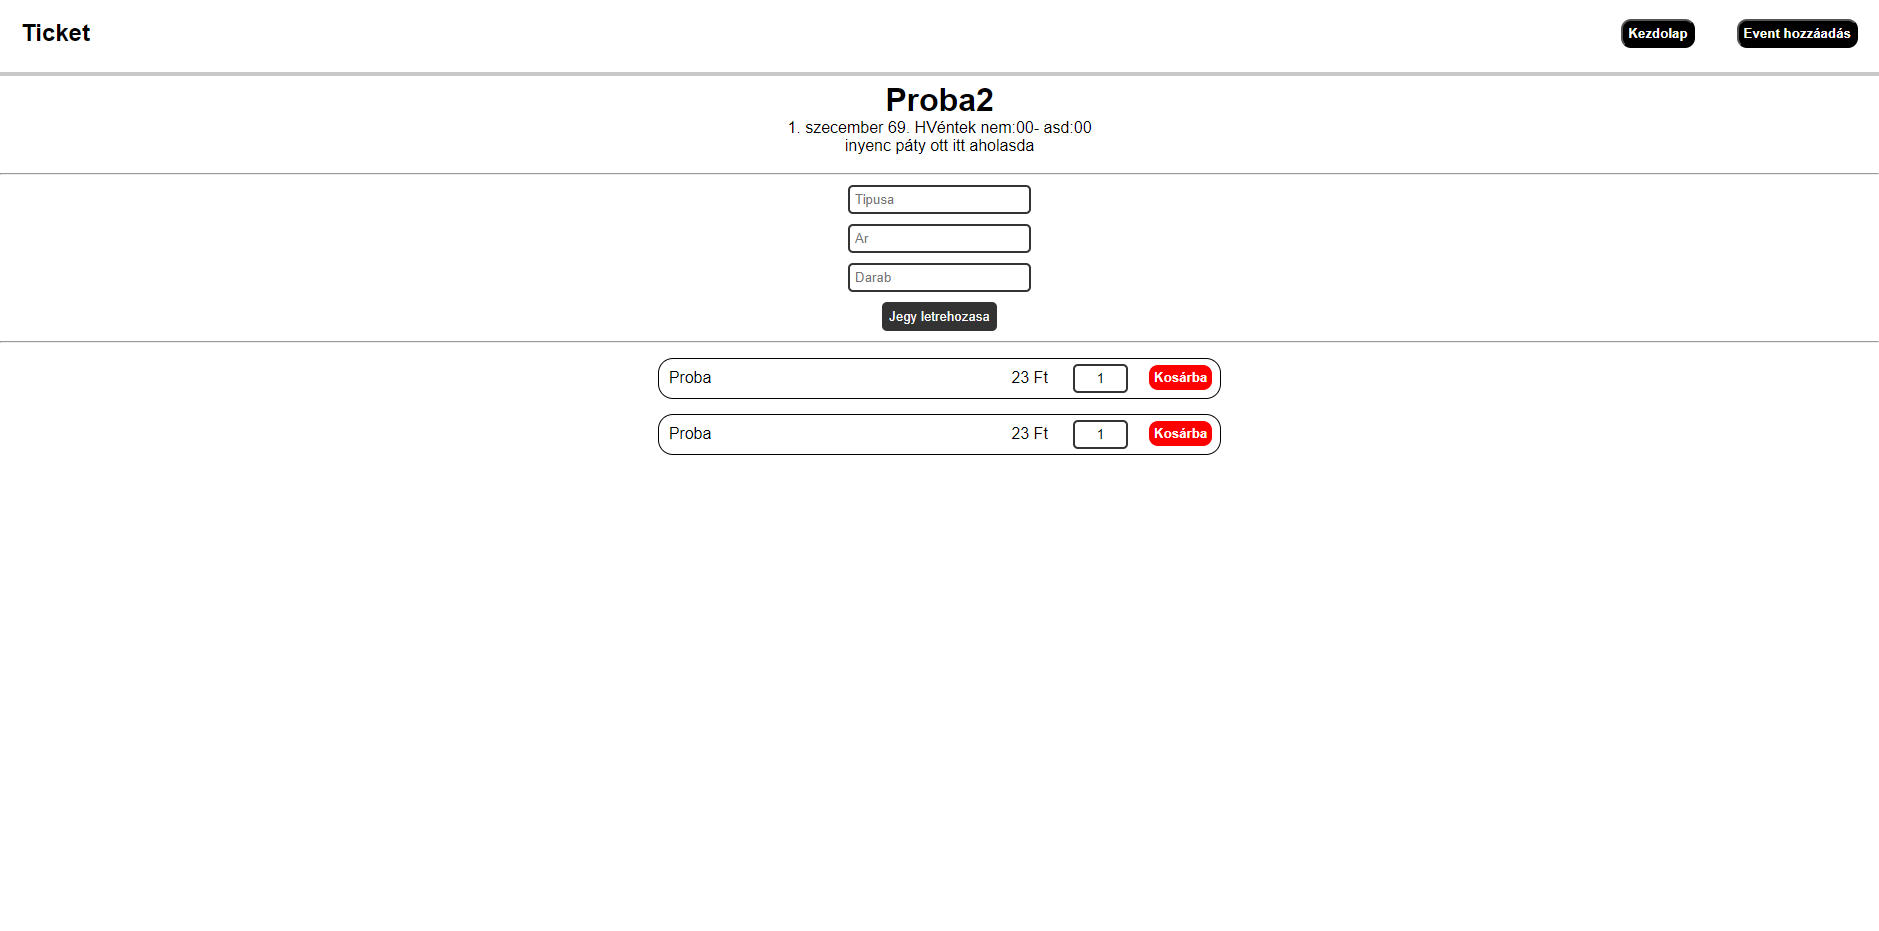 Ticket
Kezdolap
Event hozzáadás
Proba2
1. szecember 69. HVéntek nem:00- asd:00
inyenc páty ott itt aholasda
Tipusa
Ar
Darab
Jegy letrehozasa
Proba 23 Ft 1 Kosárba
Proba 23 Ft 1 Kosárba